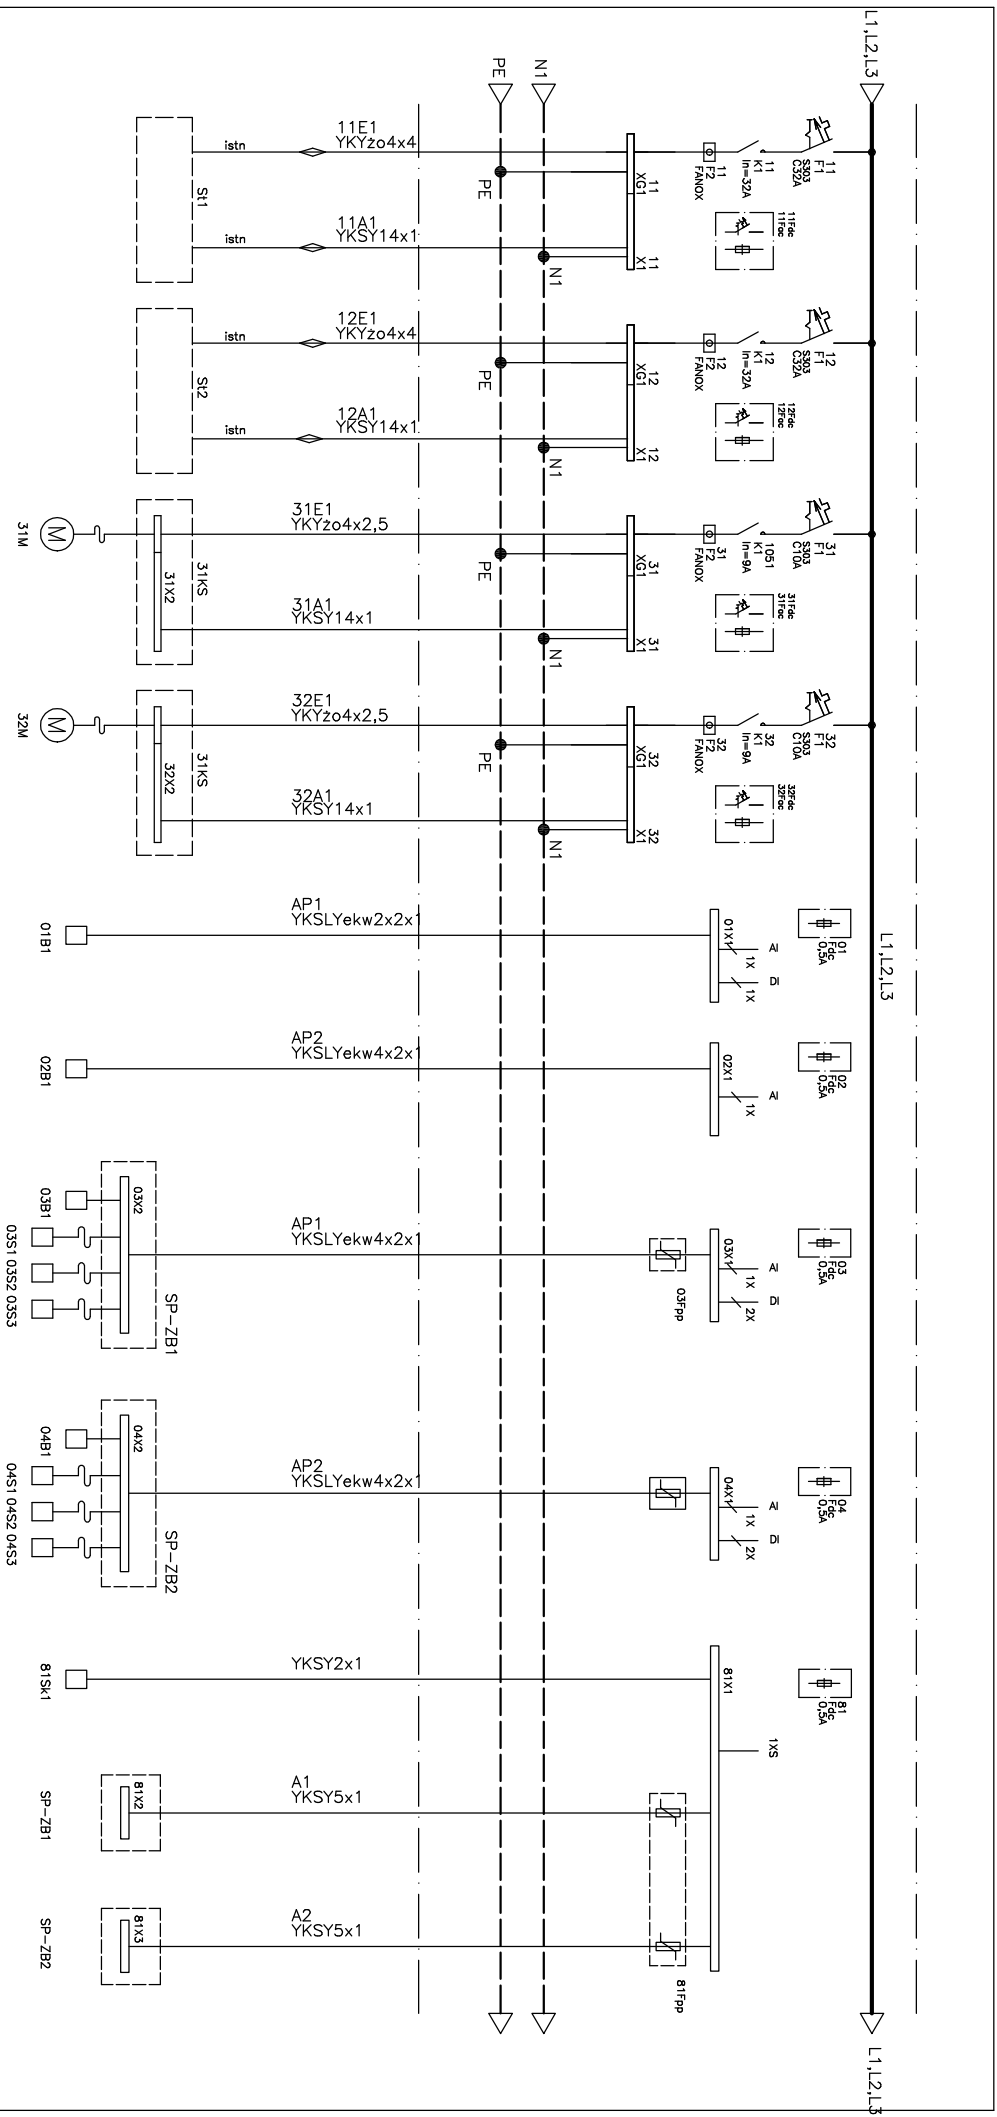 L1,L2,L3
N1
PE
11
F1
S303
C32A
11
K1
In=32A
11
F2
FANOX
11Fdc
11Fac
11
XG1
11
X1
PE
N1
11E1
YKYżo4x4
11A1
YKSY14x1
istn
istn
St1
12
F1
S303
C32A
12
K1
In=32A
12
F2
FANOX
12Fdc
12Fac
12
XG1
12
X1
PE
N1
12E1
YKYżo4x4
12A1
YKSY14x1
istn
istn
St2
31
F1
S303
C10A
1051
K1
In=9A
31
F2
FANOX
31Fdc
31Fac
31
XG1
31
X1
PE
N1
31E1
YKYżo4x2,5
31A1
YKSY14x1
31KS
31X2
31M
M
32
F1
S303
C10A
32
K1
In=9A
32
F2
FANOX
32Fdc
32Fac
32
XG1
32
X1
PE
N1
32E1
YKYżo4x2,5
32A1
YKSY14x1
31KS
32X2
32M
M
L1,L2,L3
01
Fdc
0,5A
AI
DI
1X
1X
01X1
AP1
YKSLYekw2x2x1
01B1
02
Fdc
0,5A
AI
1X
02X1
AP2
YKSLYekw4x2x1
02B1
03
Fdc
0,5A
AI
DI
1X
2X
03X1
03Fpp
AP1
YKSLYekw4x2x1
SP-ZB1
03X2
03B1
03S1 03S2 03S3
04
Fdc
0,5A
AI
DI
1X
2X
04X1
AP2
YKSLYekw4x2x1
SP-ZB2
04X2
04B1
04S1 04S2 04S3
81
Fdc
0,5A
1XS
81X1
81Fpp
YKSY2x1
81Sk1
A1
YKSY5x1
81X2
SP-ZB1
A2
YKSY5x1
81X3
SP-ZB2
L1,L2,L3